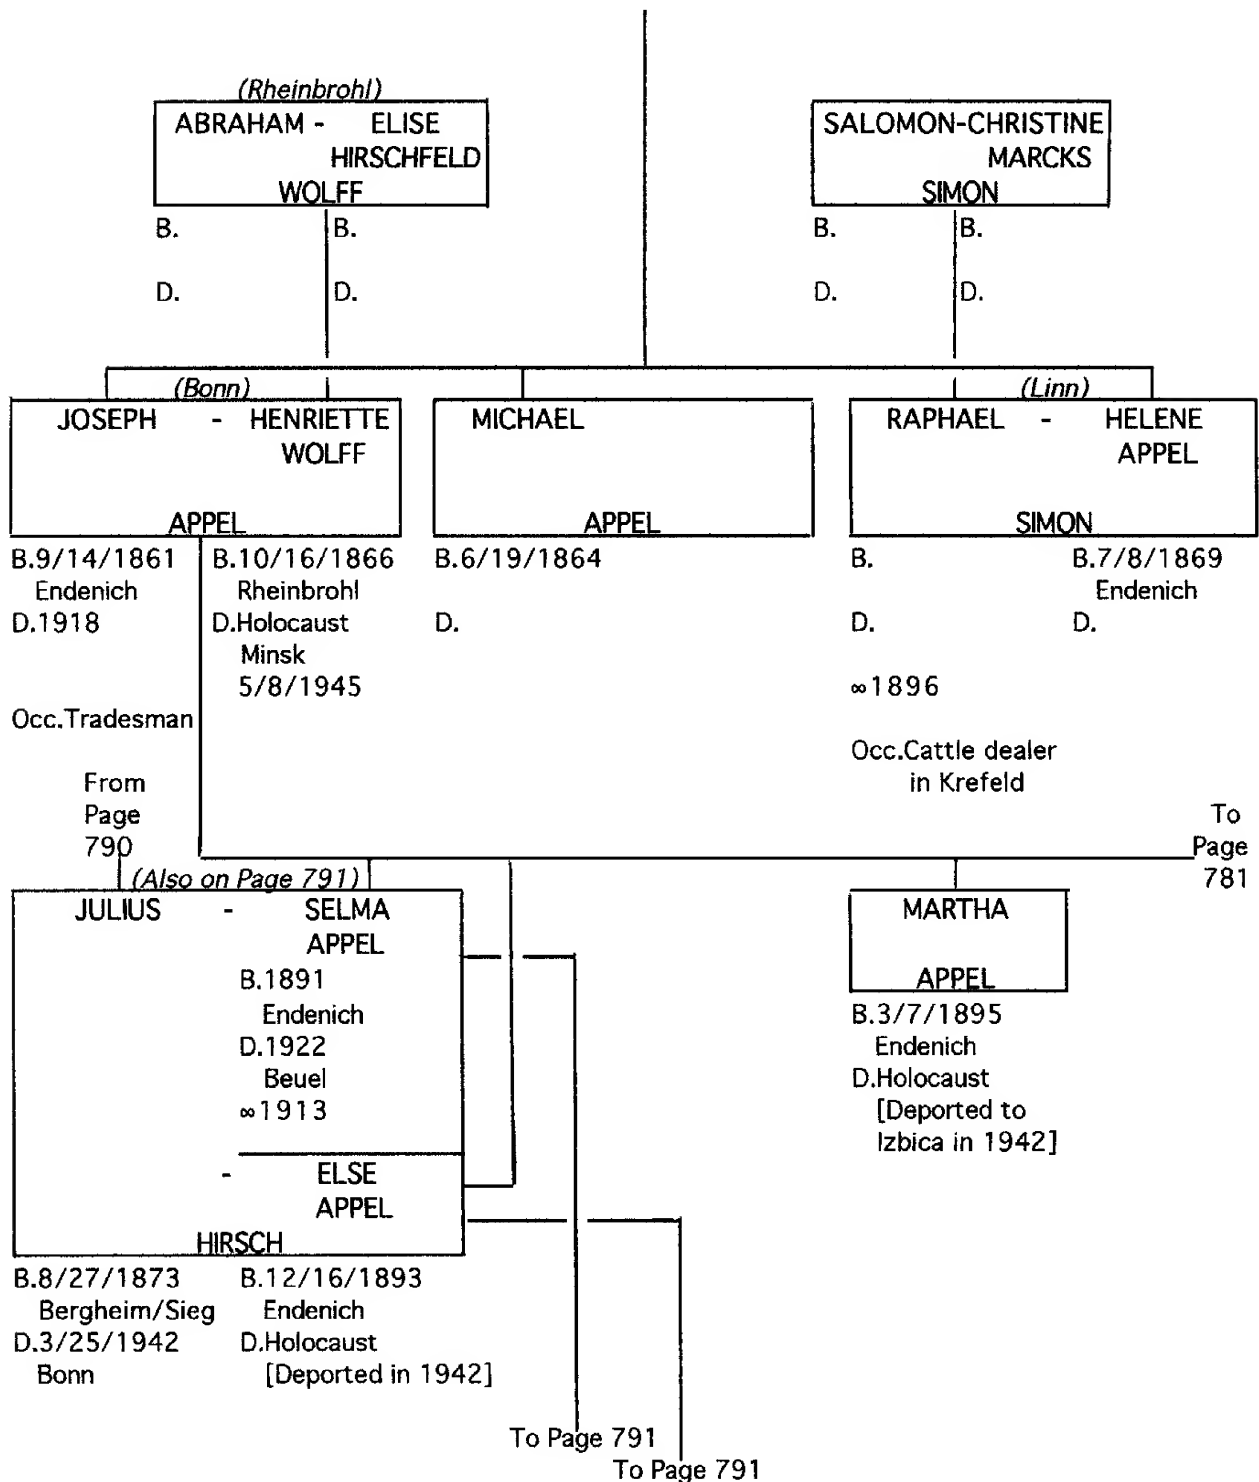 (Rheinbrohl)
ABRAHAM - ELISE
HIRSCHFELD
WOLFF
B. B.
D. D.
SALOMON-CHRISTINE
MARCKS
SIMON
B. B.
D. D.
(Bonn)
JOSEPH - HENRIETTE
WOLFF
APPEL
B.9/14/1861 B.10/16/1866
Endenich Rheinbrohl
D.1918 D.Holocaust
Minsk
5/8/1945
Occ.Tradesman
MICHAEL
APPEL
B.6/19/1864
D.
(Linn)
RAPHAEL - HELENE
APPEL
SIMON
B. B.7/8/1869
Endenich
D. D.
∞1896
Occ.Cattle dealer
in Krefeld
From
Page
790
To
Page
781
(Also on Page 791)
JULIUS - SELMA
APPEL
B.1891
Endenich
D.1922
Beuel
∞1913
- ELSE
APPEL
HIRSCH
B.8/27/1873 B.12/16/1893
Bergheim/Sieg Endenich
D.3/25/1942 D.Holocaust
Bonn [Deported in 1942]
MARTHA
APPEL
B.3/7/1895
Endenich
D.Holocaust
[Deported to
Izbica in 1942]
To Page 791
To Page 791